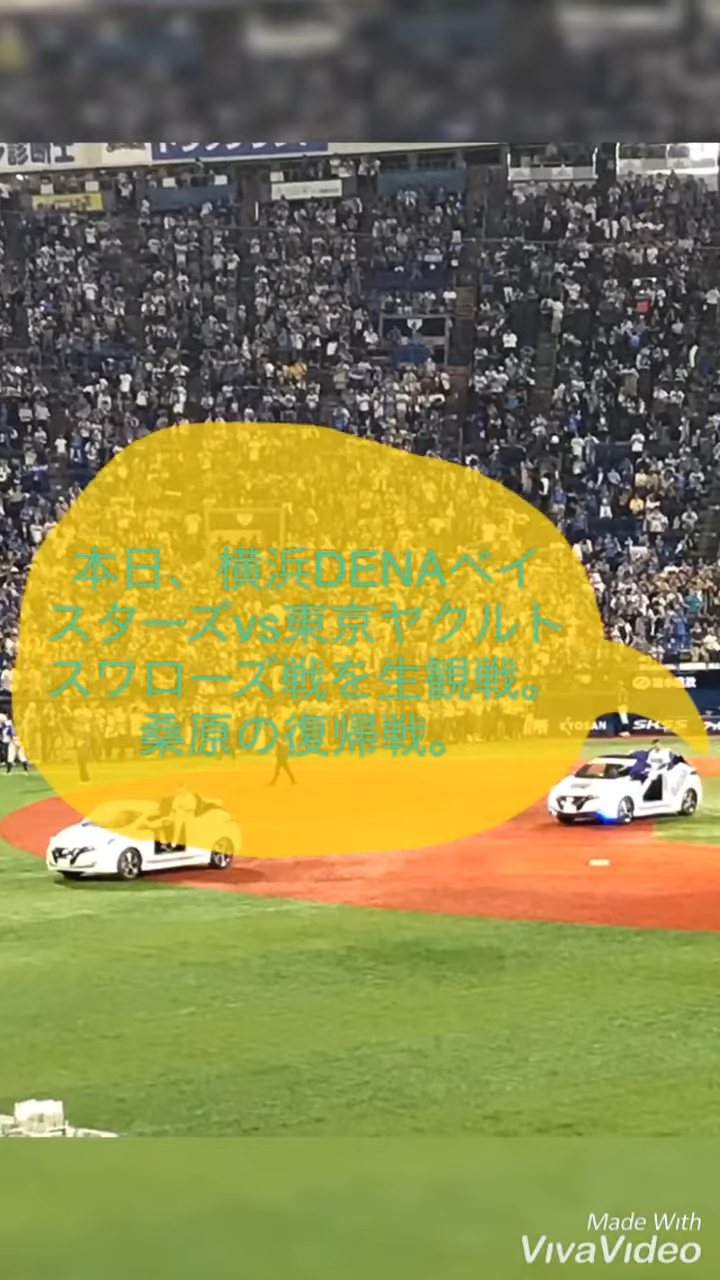 本日、横浜DENAベイ
スターズvs東京ヤクルト
スワローズ戦を生観戦。
桑原の復帰戦。
KYOSAN
Made With
VivaVideo